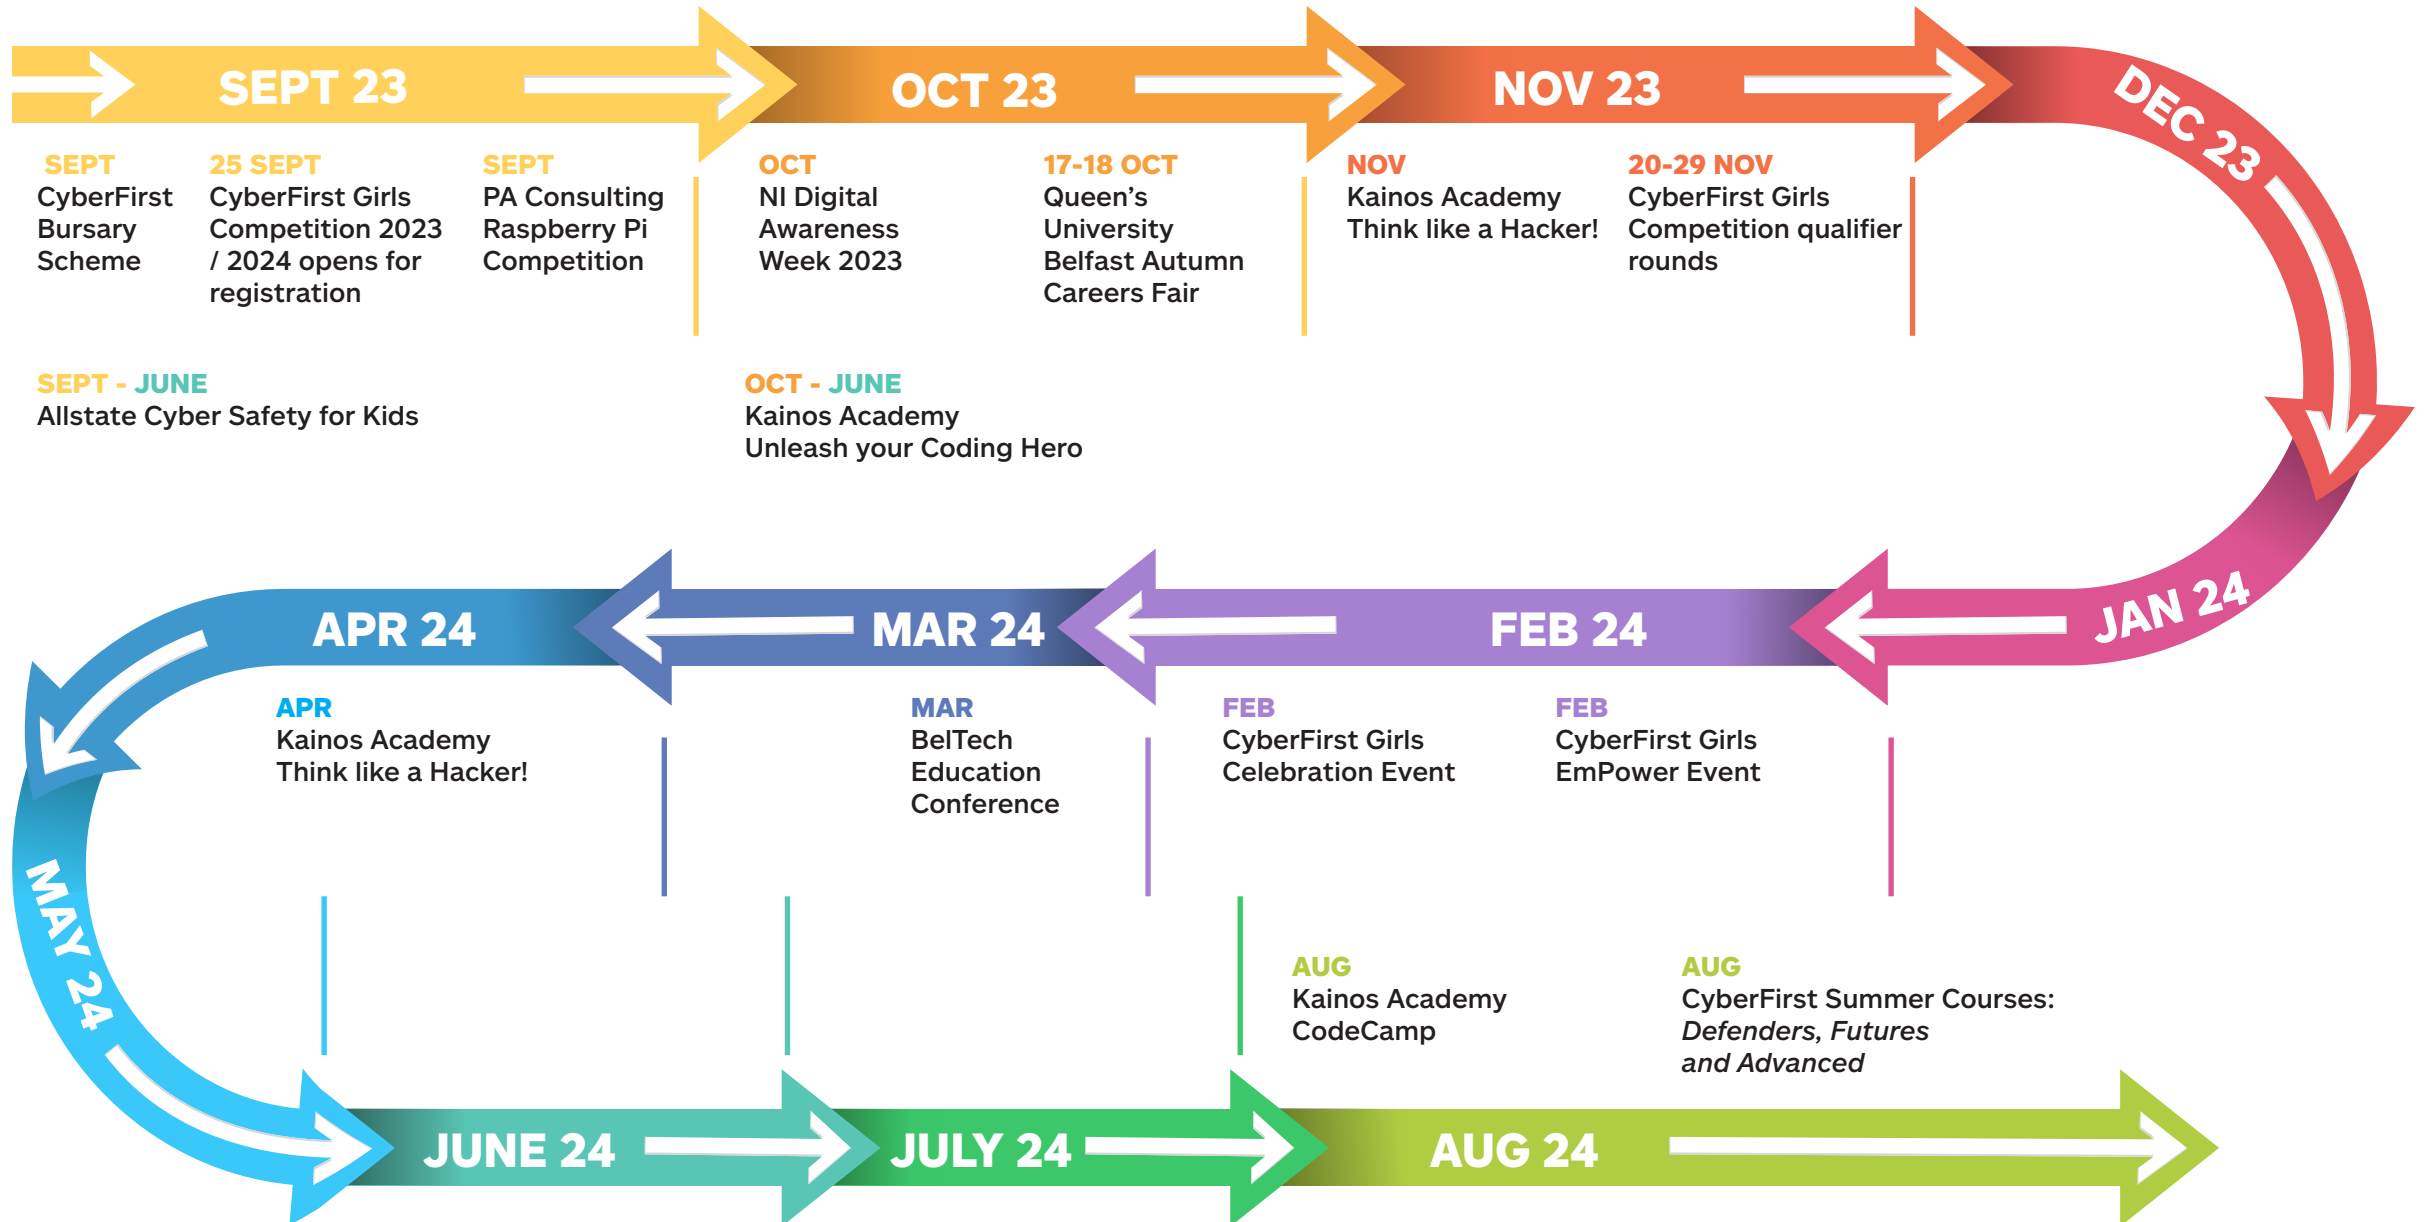 SEPT 23
OCT 23
NOV 23
DEC 23
SEPT
CyberFirst
Bursary
Scheme
25 SEPT
CyberFirst Girls
Competition 2023
/ 2024 opens for
registration
SEPT
PA Consulting
Raspberry Pi
Competition
OCT
NI Digital
Awareness
Week 2023
17-18 OCT
Queen’s
University
Belfast Autumn
Careers Fair
NOV
Kainos Academy
Think like a Hacker!
20-29 NOV
CyberFirst Girls
Competition qualifier
rounds
SEPT - JUNE
Allstate Cyber Safety for Kids
OCT - JUNE
Kainos Academy
Unleash your Coding Hero
JAN 24
FEB 24
MAR 24
APR 24
FEB
CyberFirst Girls
EmPower Event
FEB
CyberFirst Girls
Celebration Event
MAR
BelTech
Education
Conference
APR
Kainos Academy
Think like a Hacker!
MAY 24
JUNE 24
JULY 24
AUG
Kainos Academy
CodeCamp
AUG
CyberFirst Summer Courses:
Defenders, Futures
and Advanced
AUG 24